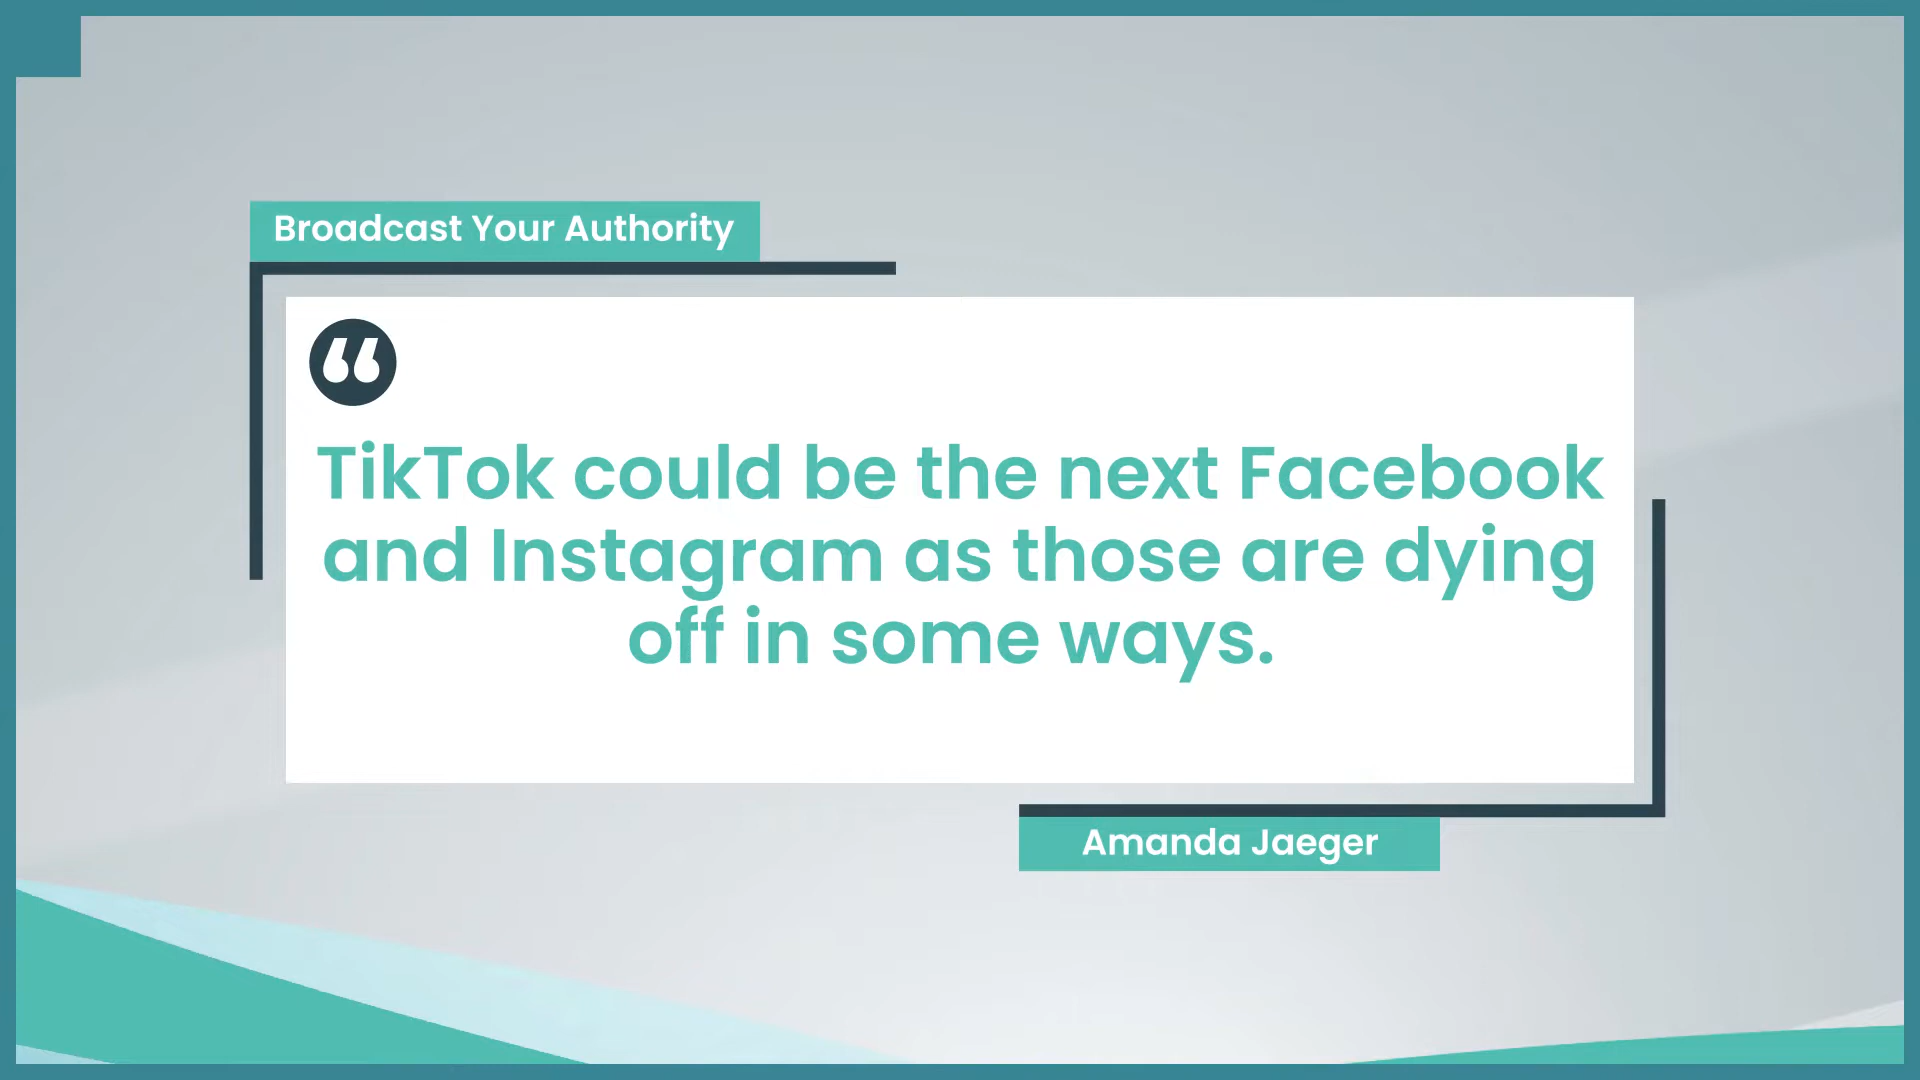 Broadcast Your Authority
“
TikTok could be the next Facebook
and Instagram as those are dying
off in some ways.
Amanda Jaeger